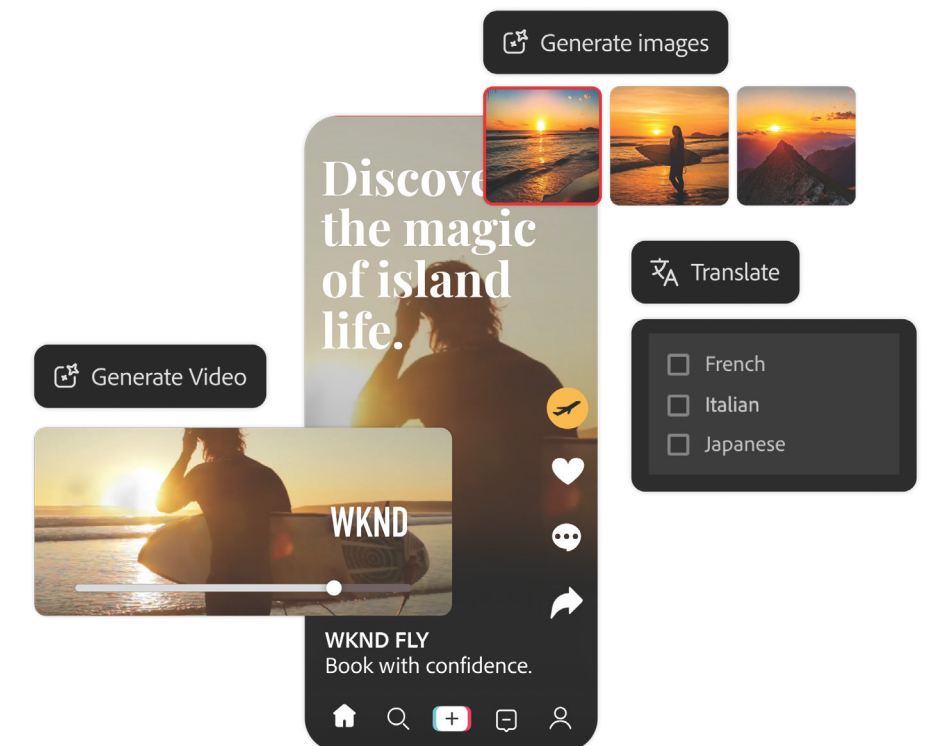 Generate images
Discove
the magic
of island
life.
Translate
French
Italian
Japanese
Generate Video
WKND
WKND FLY
Book with confidence.